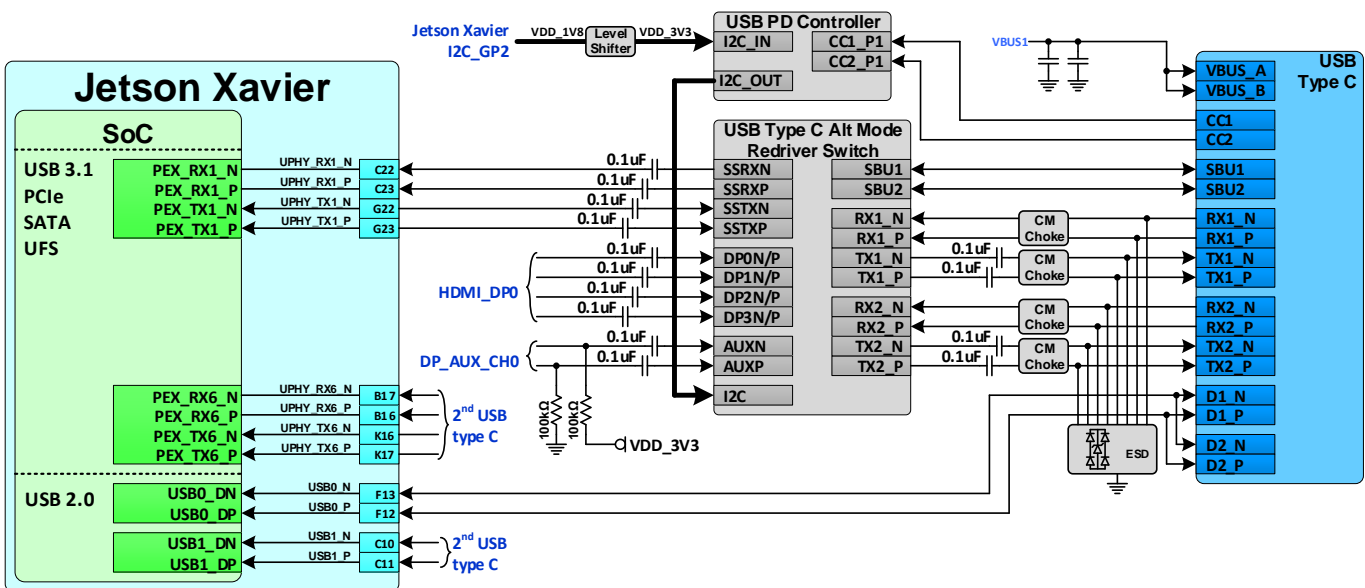 Jetson Xavier
I2C_GP2
VDD_1V8
Level
Shifter
VDD_3V3
USB PD Controller
I2C_IN
CC1_P1
CC2_P1
I2C_OUT
VBUS1
USB
Type C
VBUS_A
VBUS_B
CC1
CC2
SBU1
SBU2
RX1_N
RX1_P
TX1_N
TX1_P
RX2_N
RX2_P
TX2_N
TX2_P
D1_N
D1_P
D2_N
D2_P
Jetson Xavier
SoC
USB 3.1
PCIe
SATA
UFS
PEX_RX1_N
UPHY_RX1_N
C22
PEX_RX1_P
UPHY_RX1_P
C23
PEX_TX1_N
UPHY_TX1_N
G22
PEX_TX1_P
UPHY_TX1_P
G23
0.1uF
0.1uF
0.1uF
0.1uF
USB Type C Alt Mode
Redriver Switch
SSRXN
SSRXP
SSTXN
SSTXP
DP0N/P
DP1N/P
DP2N/P
DP3N/P
AUXN
AUXP
I2C
SBU1
SBU2
RX1_N
RX1_P
TX1_N
TX1_P
RX2_N
RX2_P
TX2_N
TX2_P
HDMI_DP0
0.1uF
0.1uF
0.1uF
0.1uF
DP_AUX_CH0
0.1uF
0.1uF
100kΩ
100kΩ
VDD_3V3
CM
Choke
0.1uF
0.1uF
CM
Choke
CM
Choke
0.1uF
0.1uF
CM
Choke
ESD
PEX_RX6_N
UPHY_RX6_N
B17
PEX_RX6_P
UPHY_RX6_P
B16
PEX_TX6_N
UPHY_TX6_N
K16
PEX_TX6_P
UPHY_TX6_P
K17
2nd USB
type C
USB 2.0
USB0_DN
USB0_N
F13
USB0_DP
USB0_P
F12
USB1_DN
USB1_N
C10
USB1_DP
USB1_P
C11
2nd USB
type C